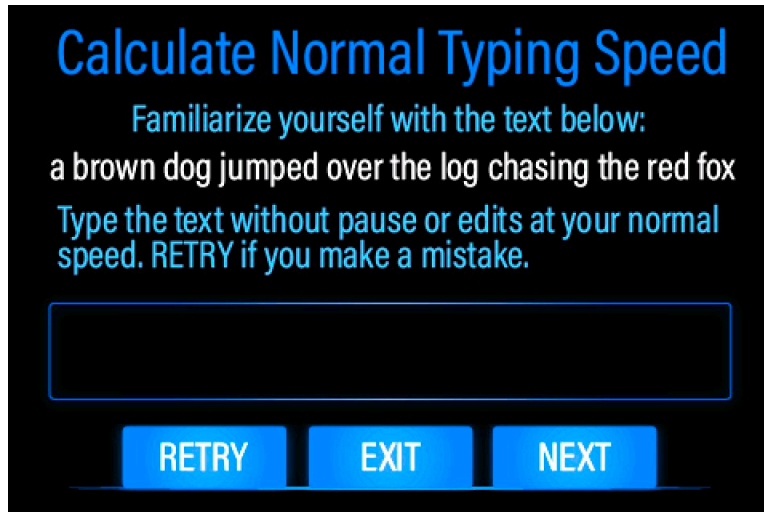 Calculate Normal Typing Speed
Familiarize yourself with the text below:
a brown dog jumped over the log chasing the red fox
Type the text without pause or edits at your normal
speed. RETRY if you make a mistake.
RETRY EXIT NEXT